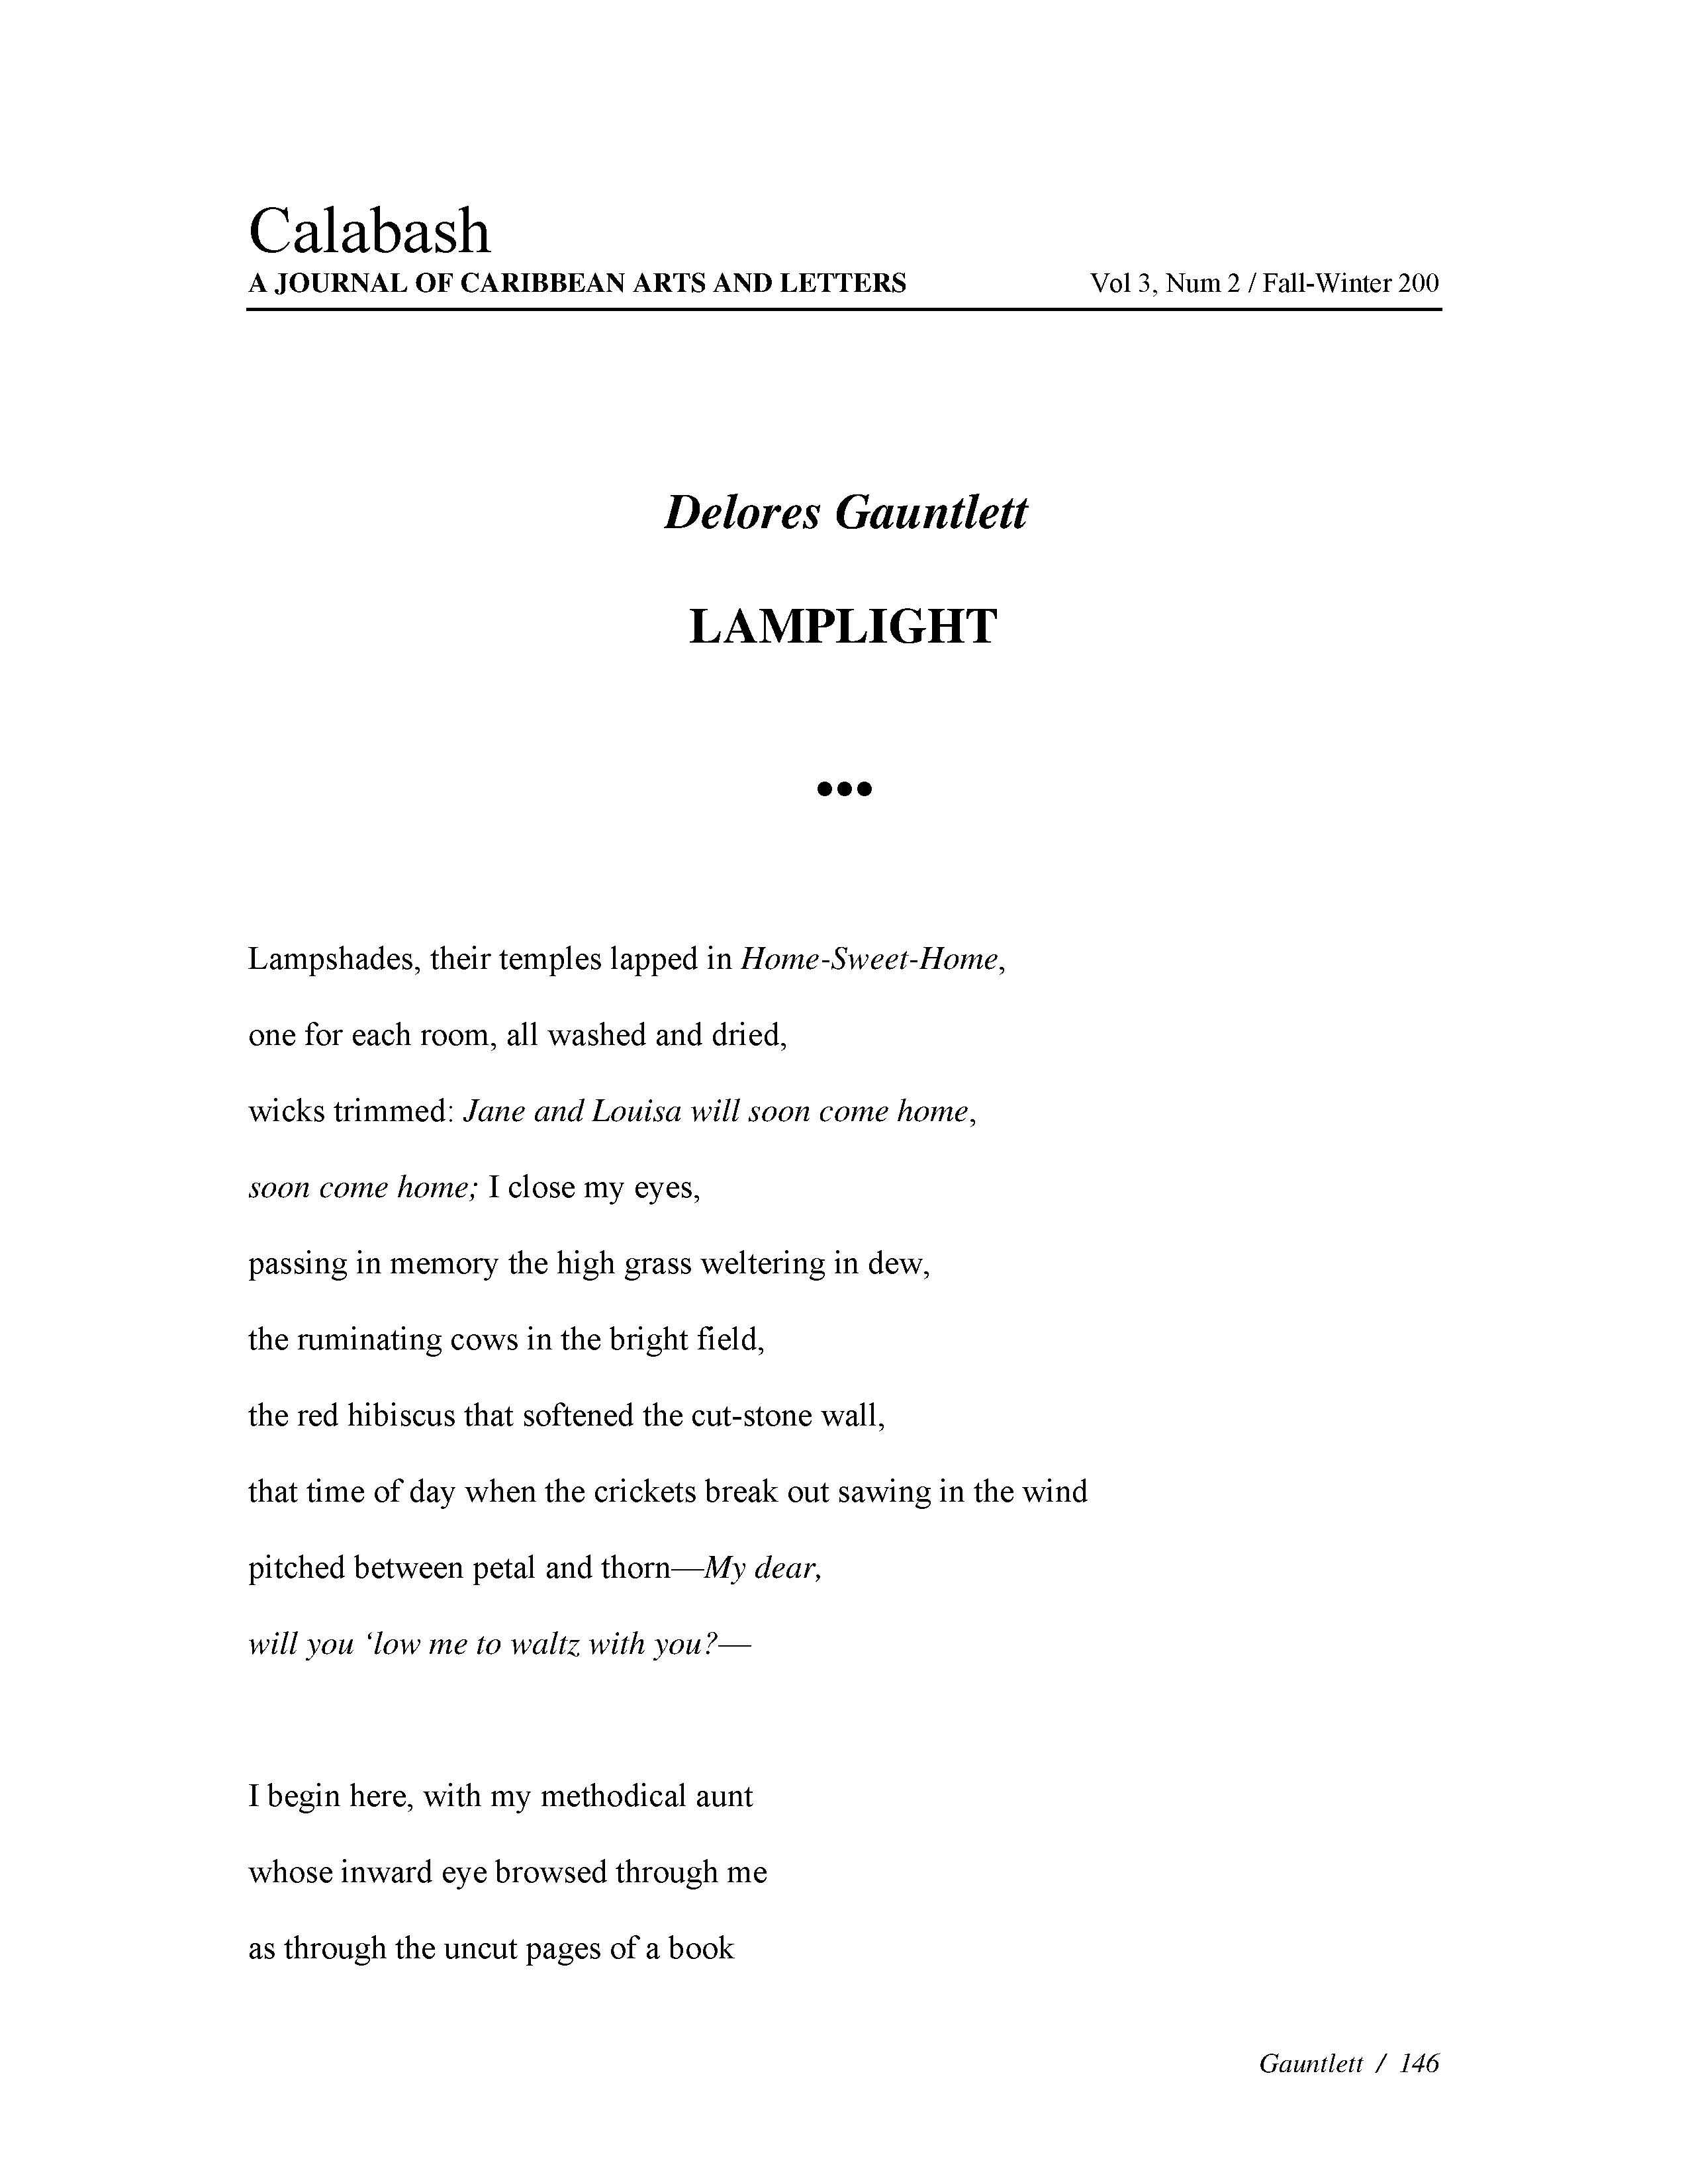 Calabash
A JOURNAL OF CARIBBEAN ARTS AND LETTERS Vol 3, Num 2 / Fall-Winter 200
Delores Gauntlett
LAMPLIGHT
•••
Lampshades, their temples lapped in Home-Sweet-Home,
one for each room, all washed and dried,
wicks trimmed: Jane and Louisa will soon come home,
soon come home; I close my eyes,
passing in memory the high grass weltering in dew,
the ruminating cows in the bright field,
the red hibiscus that softened the cut-stone wall,
that time of day when the crickets break out sawing in the wind
pitched between petal and thorn—My dear,
will you ‘low me to waltz with you?—
I begin here, with my methodical aunt
whose inward eye browsed through me
as through the uncut pages of a book
Gauntlett / 146